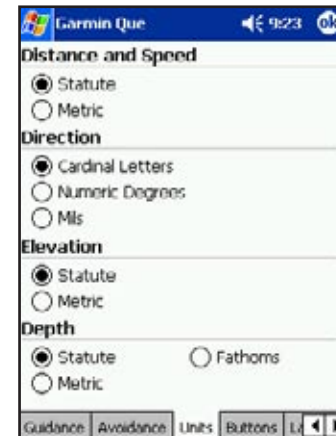 Garmin Que 9:23 ok
Distance and Speed
Statute
Metric
Direction
Cardinal Letters
Numeric Degrees
Mils
Elevation
Statute
Metric
Depth
Statute Fathoms
Metric
Guidance Avoidance Units Buttons